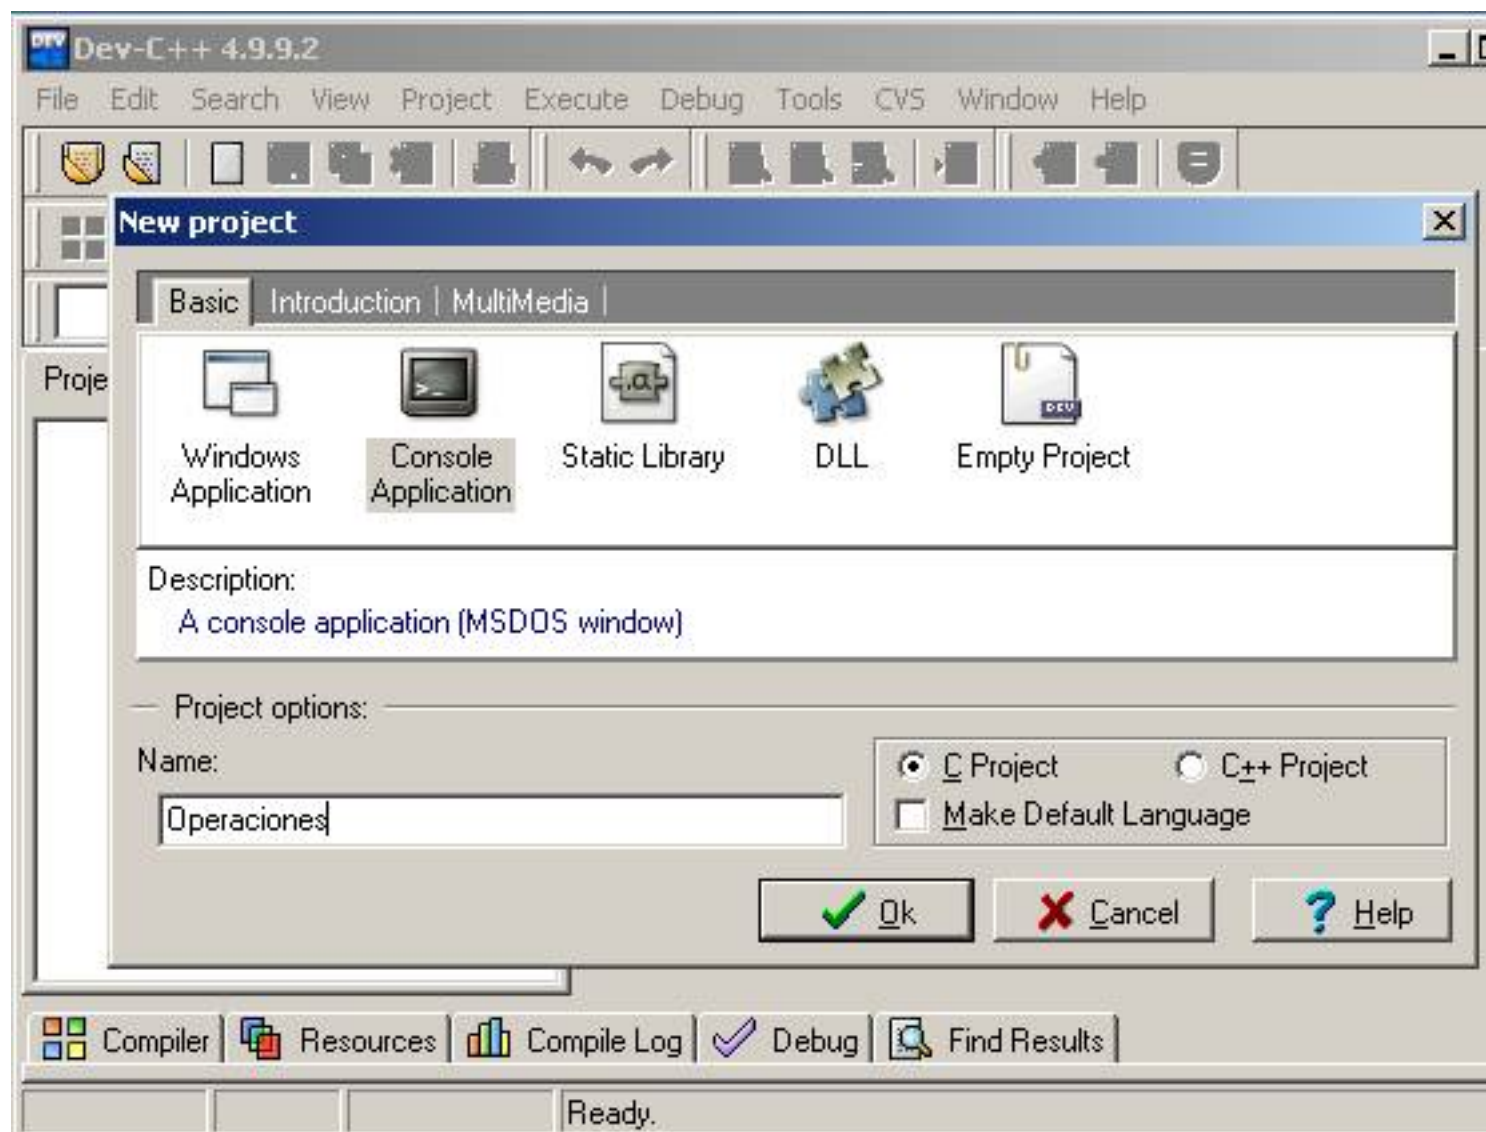 DEV Dev-C++ 4.9.9.2
File Edit Search View Project Execute Debug Tools CVS Window Help
New project
Basic Introduction MultiMedia
Proje
Windows Application
Console Application
.a
Static Library
DLL
DEV
Empty Project
Description:
A console application (MSDOS window)
Project options:
Name:
C Project C++ Project
Operaciones
Make Default Language
Ok Cancel Help
Compiler Resources Compile Log Debug Find Results
Ready.